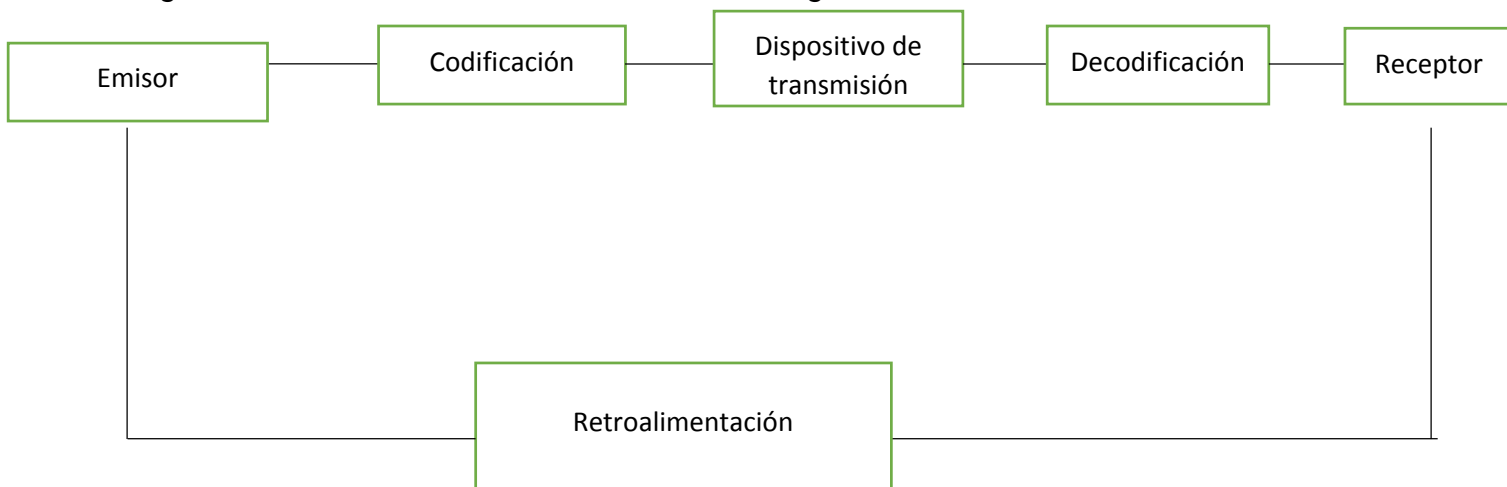 Emisor
Codificación
Dispositivo de
transmisión
Decodificación
Receptor
Retroalimentación